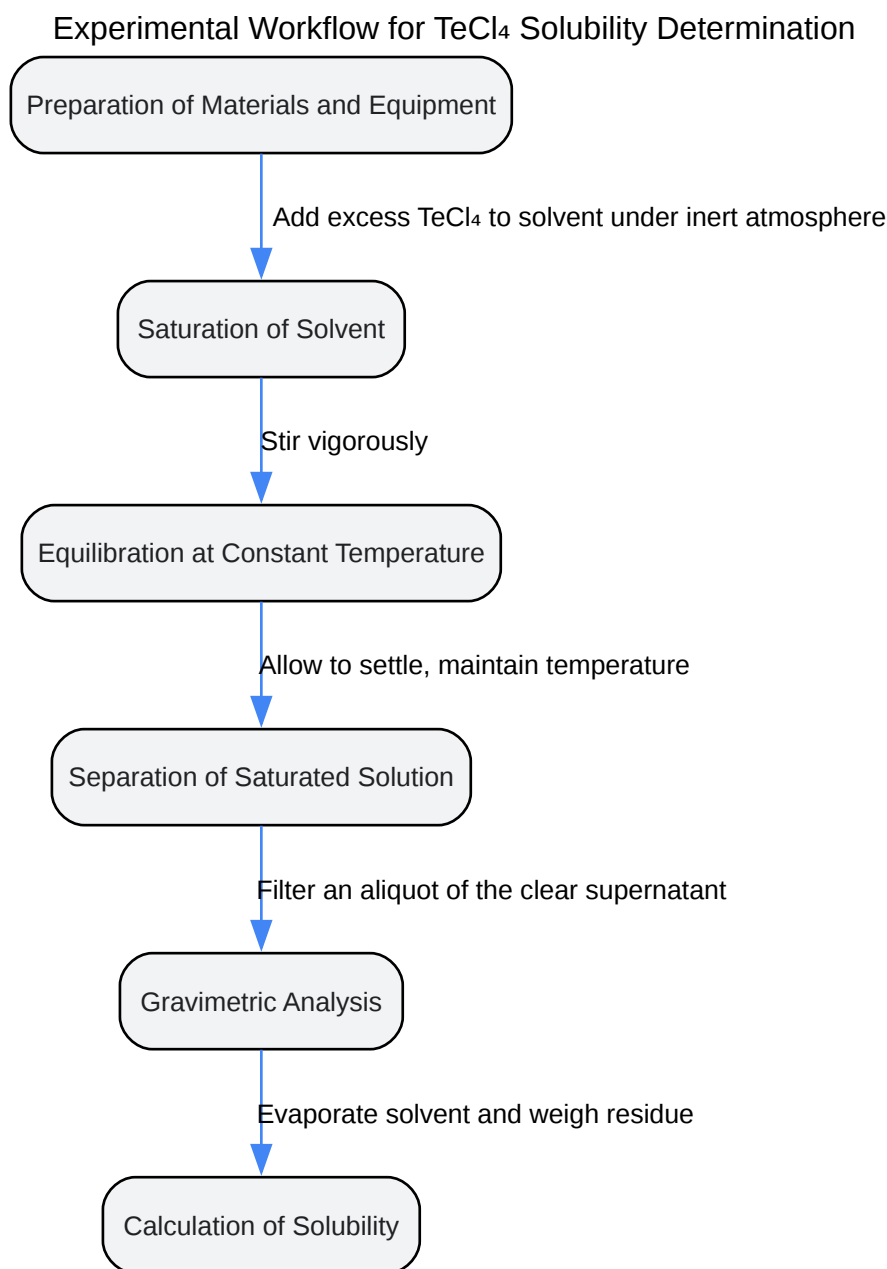 Experimental Workflow for TeCl₄ Solubility Determination
Preparation of Materials and Equipment
Add excess TeCl₄ to solvent under inert atmosphere
Saturation of Solvent
Stir vigorously
Equilibration at Constant Temperature
Allow to settle, maintain temperature
Separation of Saturated Solution
Filter an aliquot of the clear supernatant
Gravimetric Analysis
Evaporate solvent and weigh residue
Calculation of Solubility